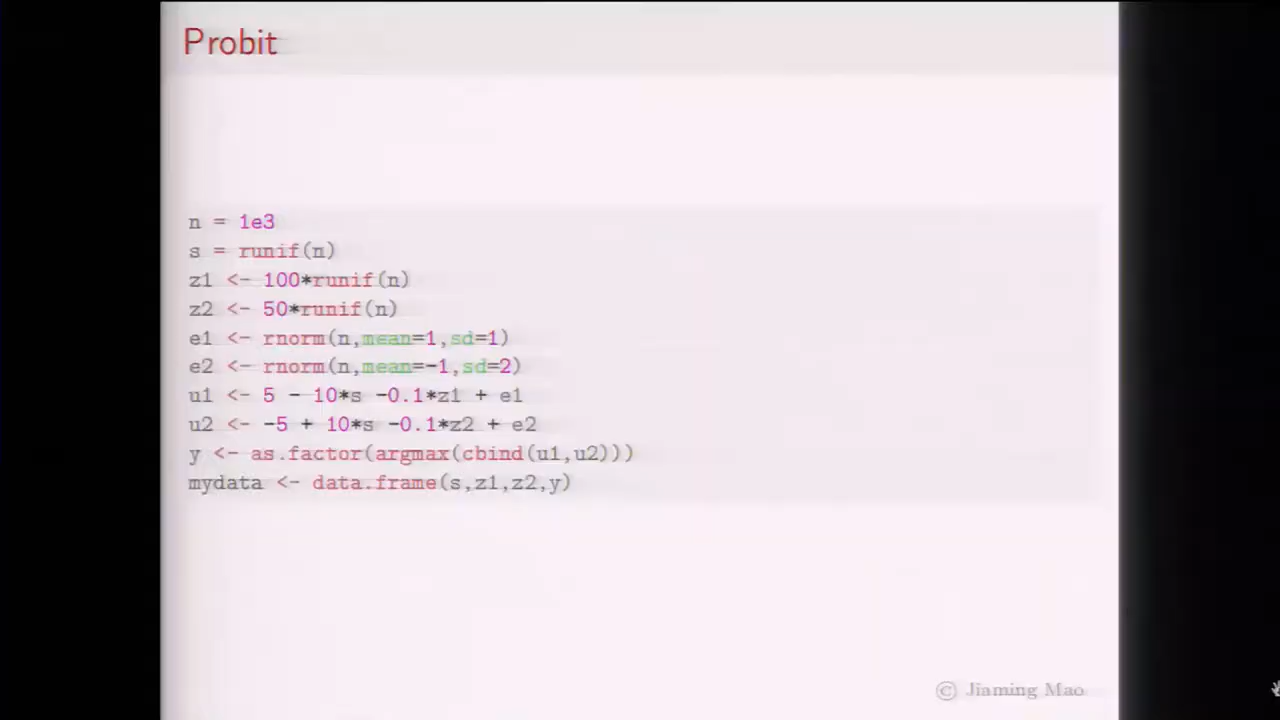 Probit
n = 1e3
s = runif(n)
z1 <- 100*runif(n)
z2 <- 50*runif(n)
e1 <- rnorm(n,mean=1,sd=1)
e2 <- rnorm(n,mean=-1,sd=2)
u1 <- 5 - 10*s -0.1*z1 + e1
u2 <- -5 + 10*s -0.1*z2 + e2
y <- as.factor(argmax(cbind(u1,u2)))
mydata <- data.frame(s,z1,z2,y)
© Jiaming Mao